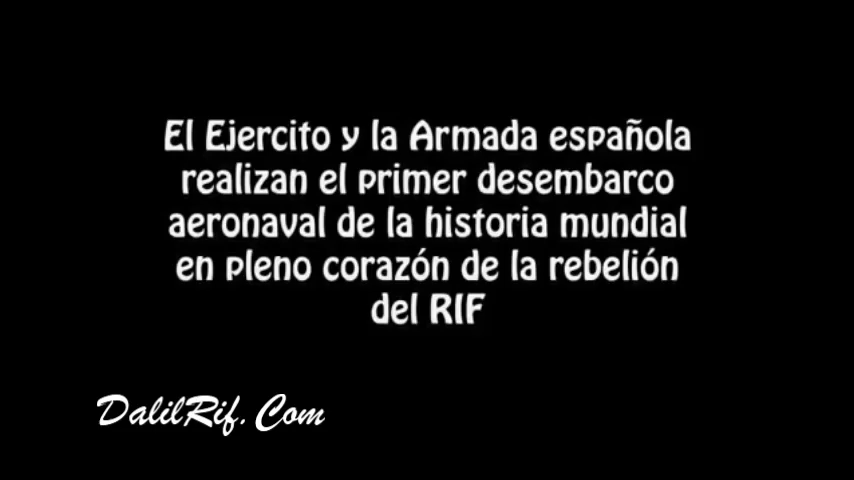 El Ejercito y la Armada española
realizan el primer desembarco
aeronaval de la historia mundial
en pleno corazón de la rebelión
del RIF
DalilRif.Com